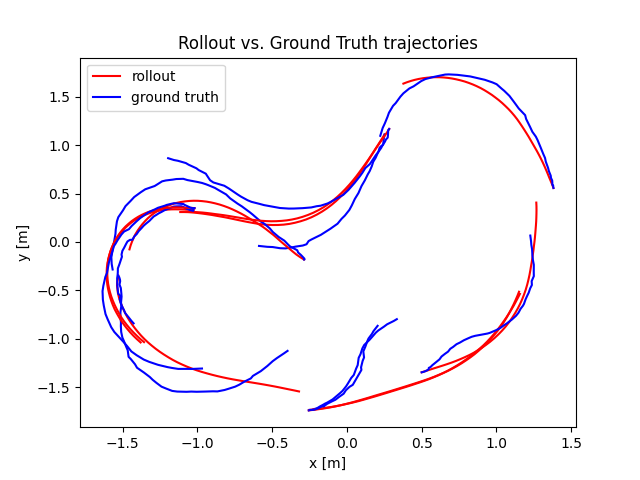 Rollout vs. Ground Truth trajectories
rollout
ground truth
y [m]
1.5
1.0
0.5
0.0
−0.5
−1.0
−1.5
−1.5 −1.0 −0.5 0.0 0.5 1.0 1.5
x [m]